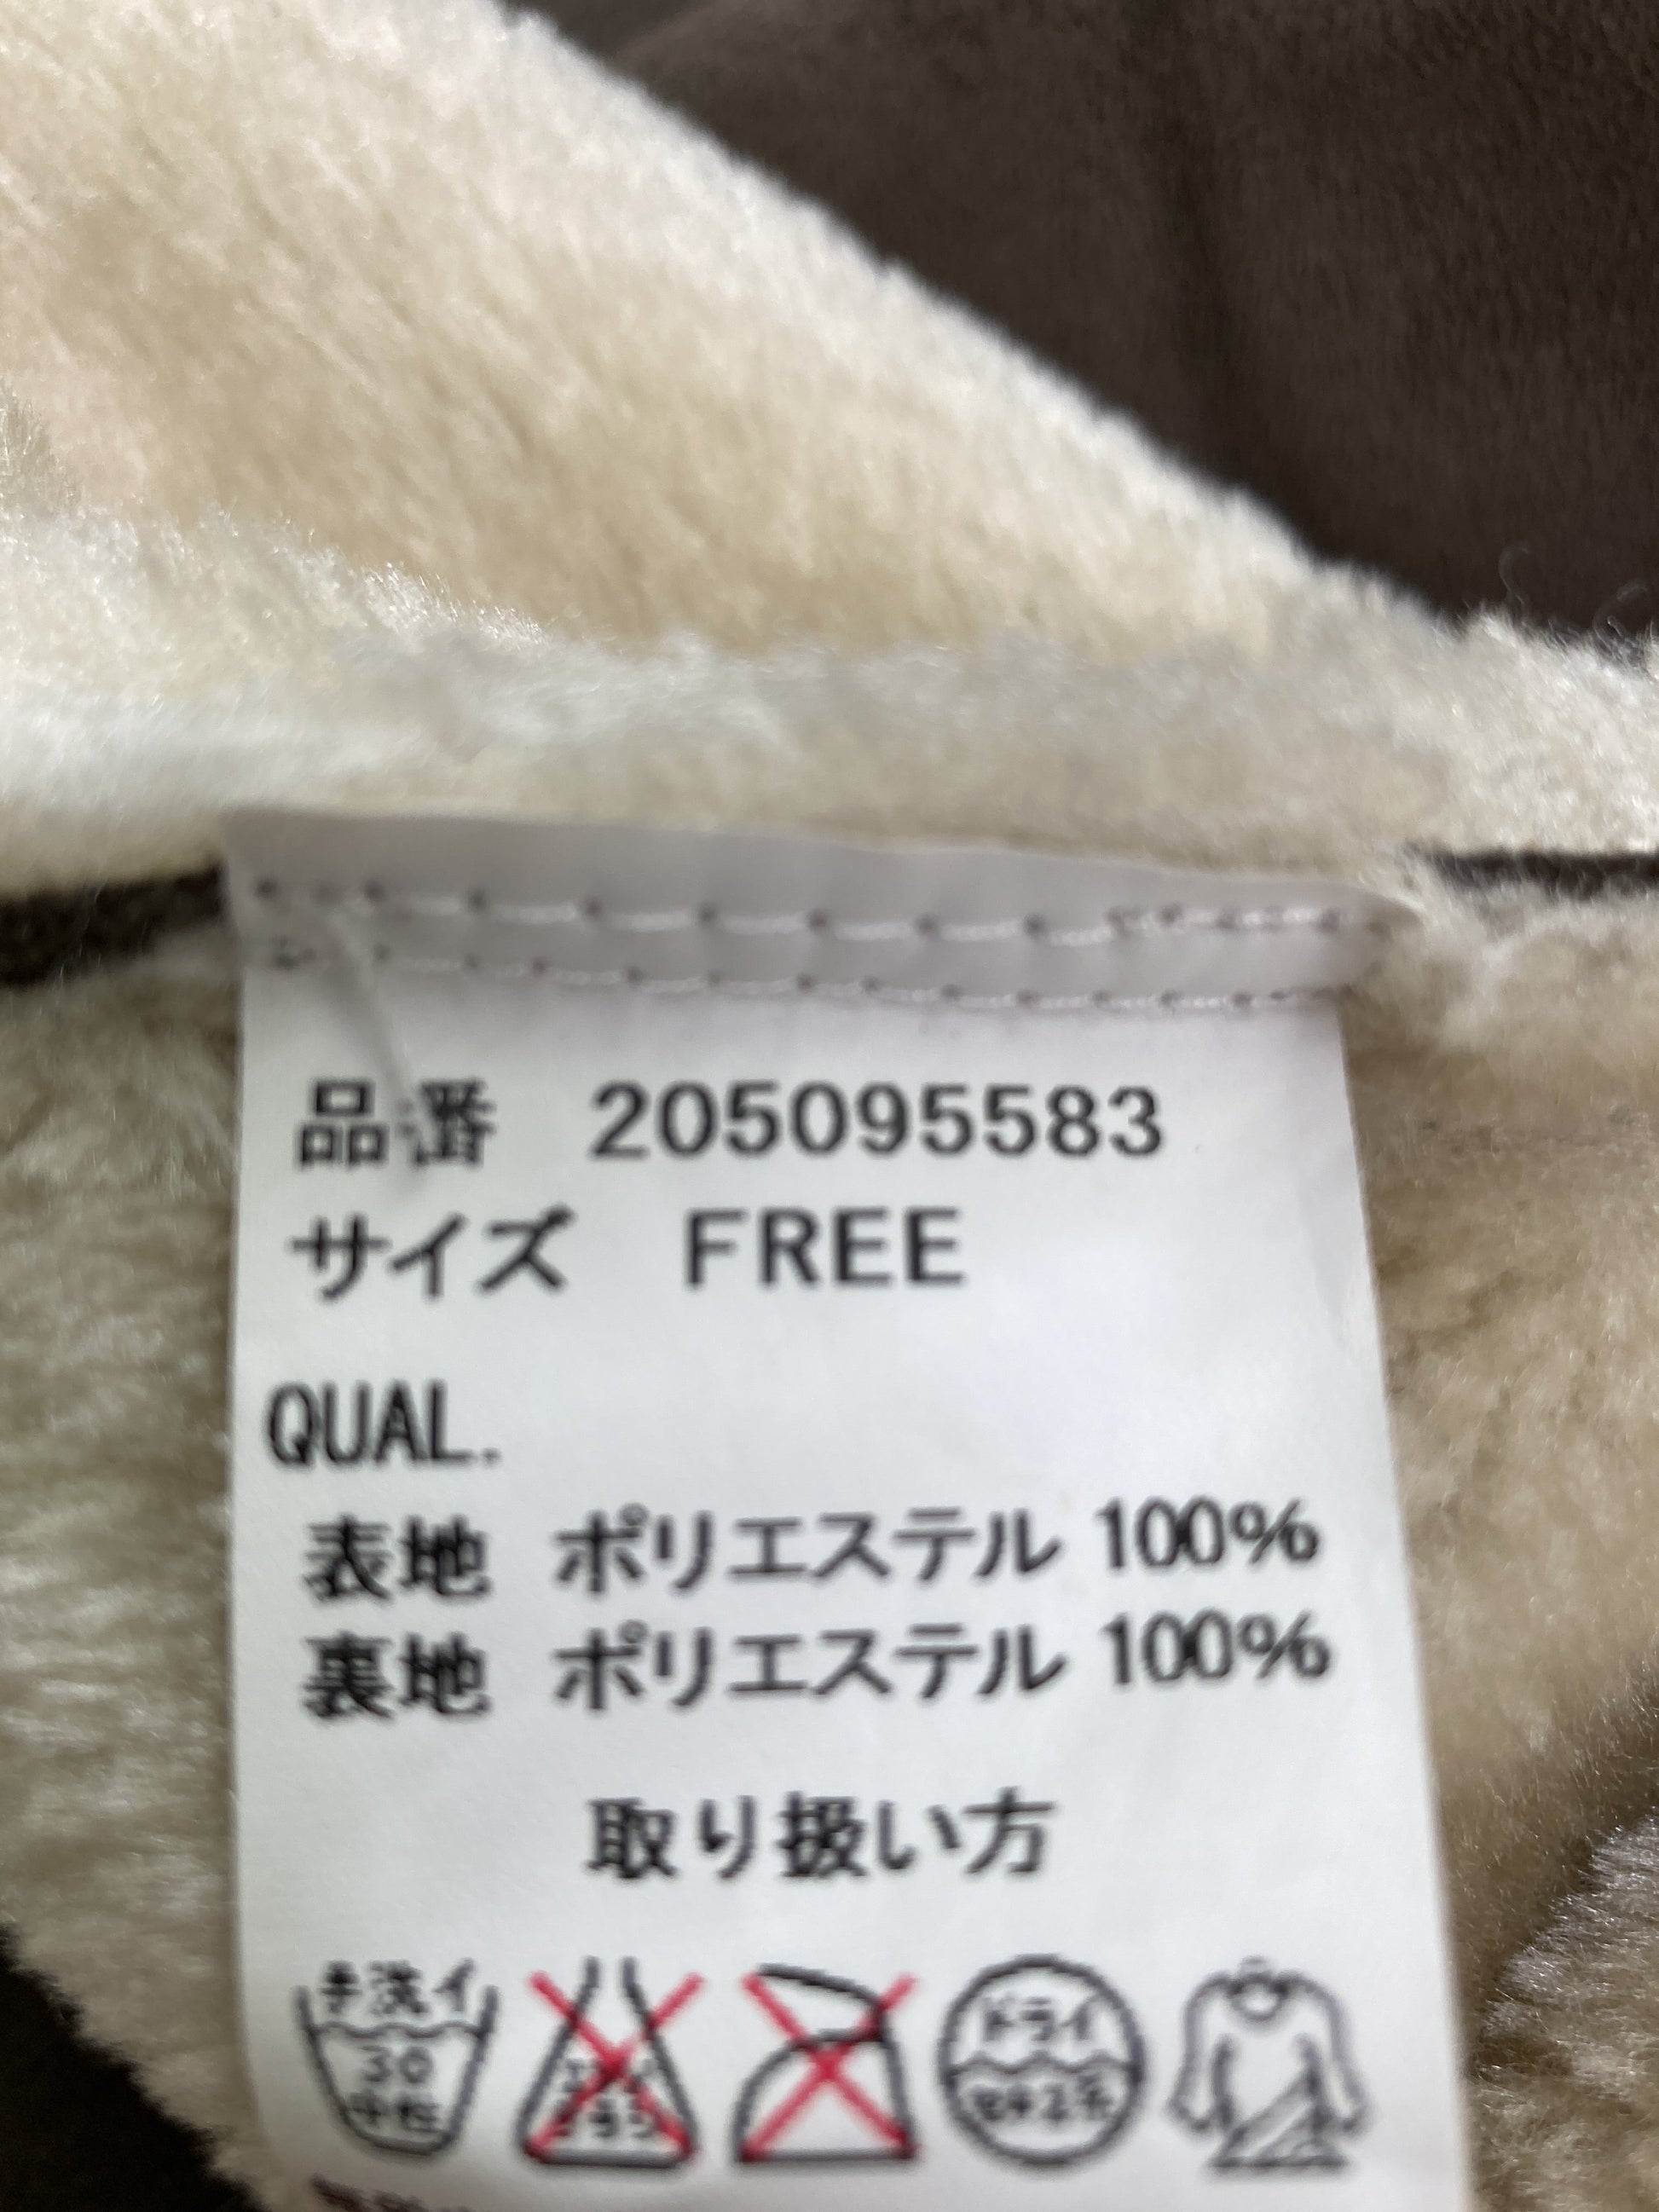 品番 205095583
サイズ FREE
QUAL.
表地 ポリエステル 100%
裏地 ポリエステル 100%
取り扱い方
手洗イ
30
中性
ドライ